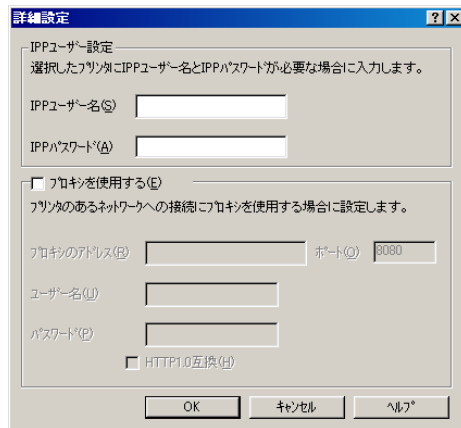 詳細設定
IPPユーザー設定
選択したプリンタにIPPユーザー名とIPPパスワードが必要な場合に入力します。
IPPユーザー名(S)
IPPパスワード(A)
プロキシを使用する(E)
プリンタのあるネットワークへの接続にプロキシを使用する場合に設定します。
プロキシのアドレス(R) ポート(O) 8080
ユーザー名(U)
パスワード(P)
HTTP1.0互換(H)
OK キャンセル ヘルプ